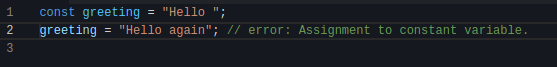 1 const greeting = "Hello ";
2 greeting = "Hello again"; // error: Assignment to constant variable.
3